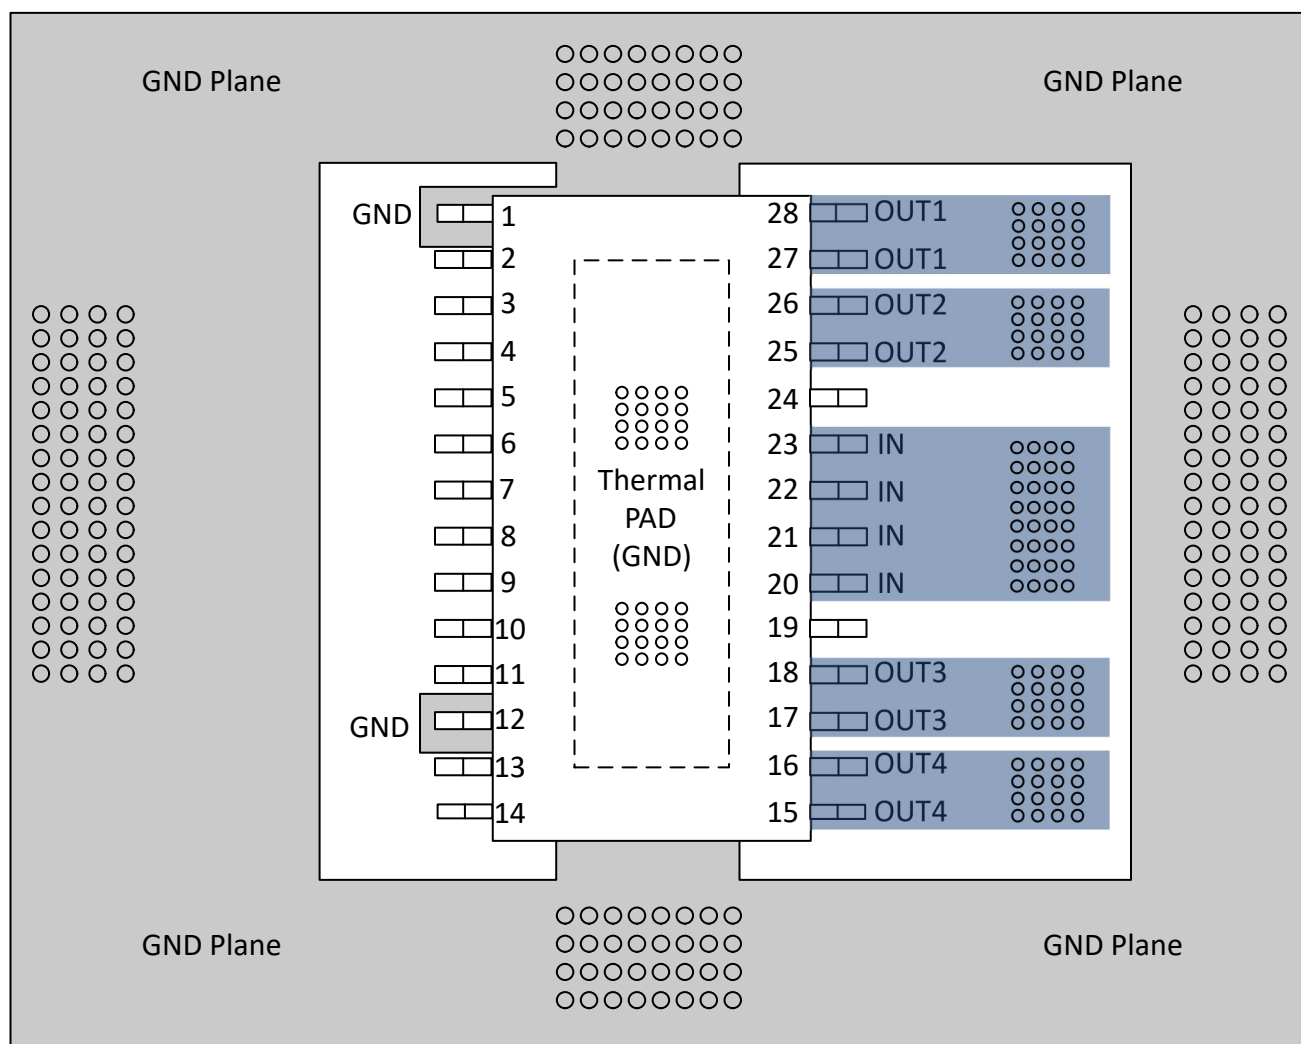 GND Plane
GND Plane
GND
1
28
OUT1
2
27
OUT1
3
26
OUT2
4
25
OUT2
5
24
6
23
IN
Thermal
PAD
(GND)
7
22
IN
8
21
IN
9
20
IN
10
19
11
18
OUT3
GND
12
17
OUT3
13
16
OUT4
14
15
OUT4
GND Plane
GND Plane